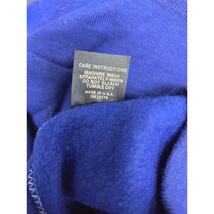 CARE INSTRUCTIONS
MACHINE WASH
SEPARATELY-WARM
DO NOT BLEACH
TUMBLE DRY
MADE IN U.S.A.